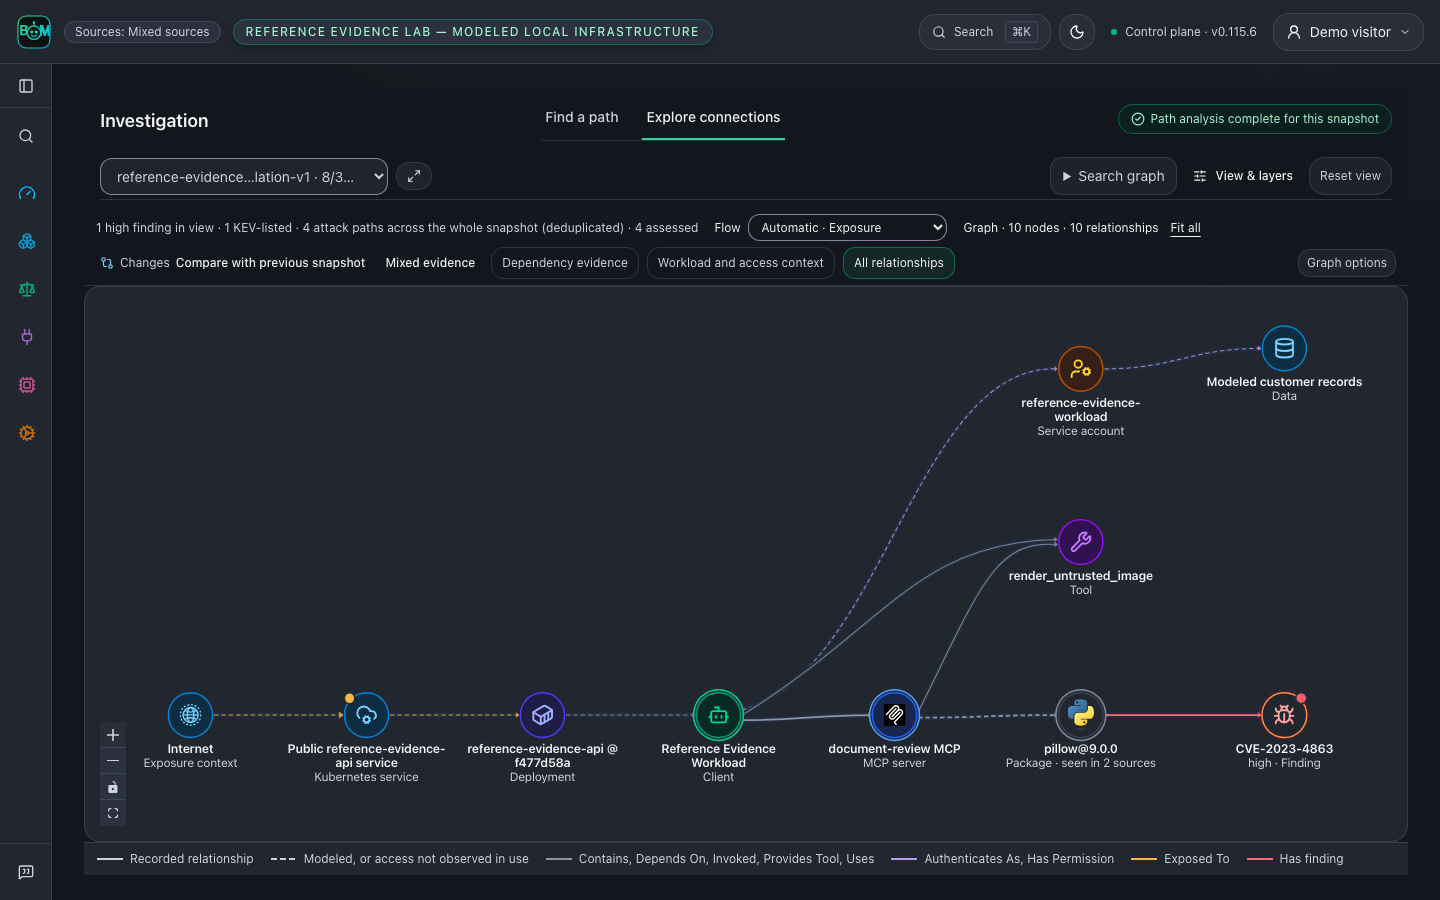 BOM
Sources: Mixed sources
REFERENCE EVIDENCE LAB — MODELED LOCAL INFRASTRUCTURE
Search ⌘K
Control plane · v0.115.6
Demo visitor
Investigation
Find a path
Explore connections
Path analysis complete for this snapshot
reference-evidence...lation-v1 · 8/3...
Search graph
View & layers
Reset view
1 high finding in view · 1 KEV-listed · 4 attack paths across the whole snapshot (deduplicated) · 4 assessed
Flow
Automatic · Exposure
Graph · 10 nodes · 10 relationships
Fit all
Changes
Compare with previous snapshot
Mixed evidence
Dependency evidence
Workload and access context
All relationships
Graph options
reference-evidence-
workload
Service account
Modeled customer records
Data
render_untrusted_image
Tool
Internet
Exposure context
Public reference-evidence-
api service
Kubernetes service
reference-evidence-api @
f477d58a
Deployment
Reference Evidence
Workload
Client
document-review MCP
MCP server
pillow@9.0.0
Package · seen in 2 sources
CVE-2023-4863
high · Finding
Recorded relationship
Modeled, or access not observed in use
Contains, Depends On, Invoked, Provides Tool, Uses
Authenticates As, Has Permission
Exposed To
Has finding